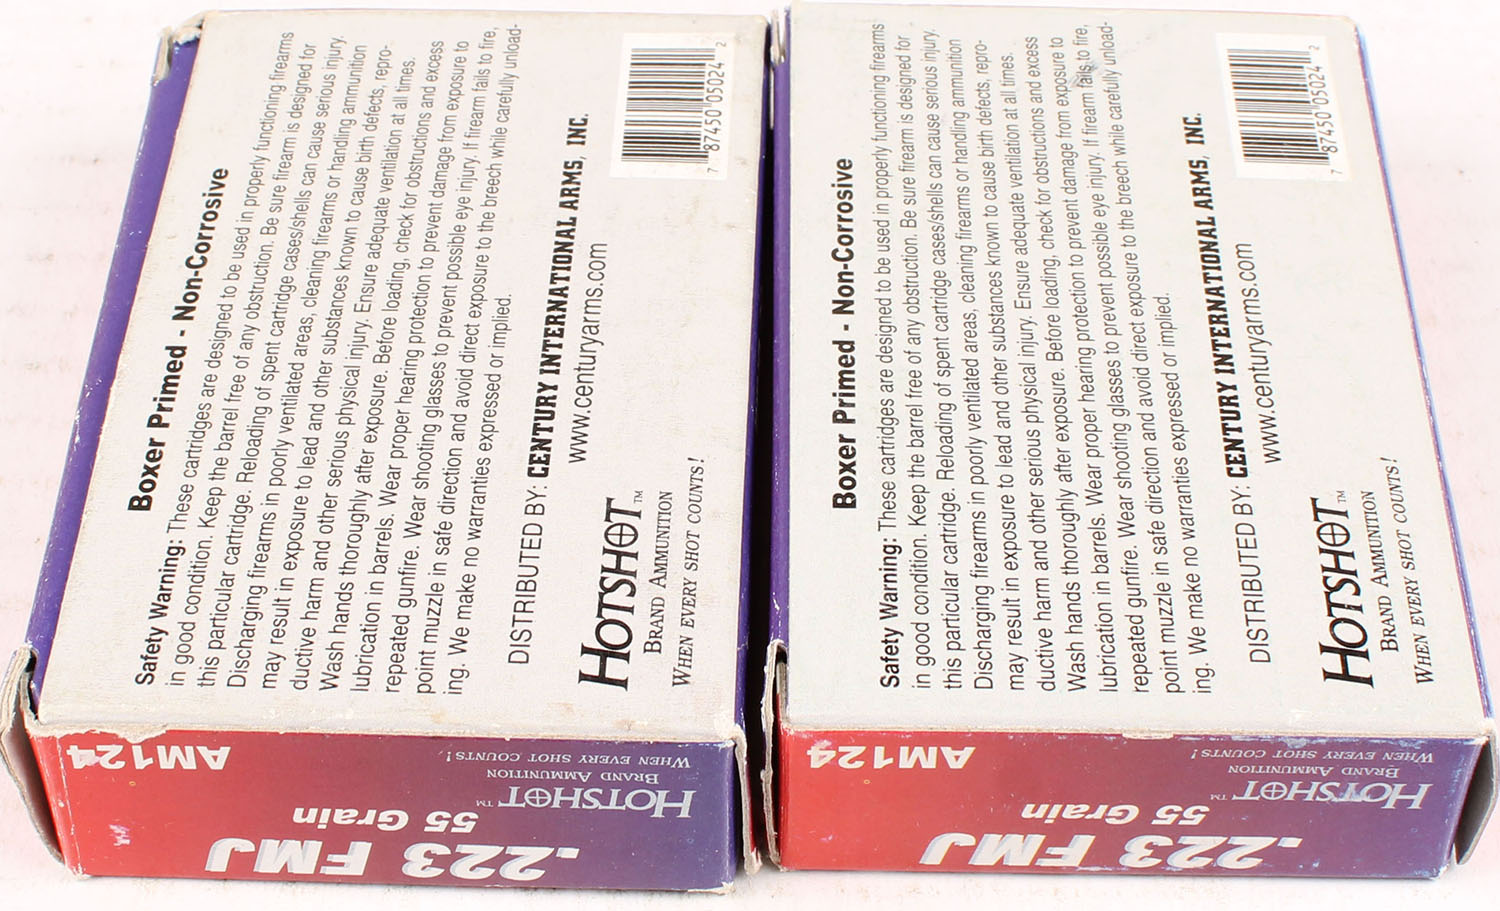 Boxer Primed - Non-Corrosive
Safety Warning: These cartridges are designed to be used in properly functioning firearms
in good condition. Keep the barrel free of any obstruction. Be sure firearm is designed for
this particular cartridge. Reloading of spent cartridge cases/shells can cause serious injury.
Discharging firearms in poorly ventilated areas, cleaning firearms or handling ammunition
may result in exposure to lead and other substances known to cause birth defects, repro-
ductive harm and other serious physical injury. Ensure adequate ventilation at all times.
Wash hands thoroughly after exposure. Before loading, check for obstructions and excess
lubrication in barrels. Wear proper hearing protection to prevent damage from exposure to
repeated gunfire. Wear shooting glasses to prevent possible eye injury. If firearm fails to fire,
point muzzle in safe direction and avoid direct exposure to the breech while carefully unload-
ing. We make no warranties expressed or implied.
DISTRIBUTED BY: CENTURY INTERNATIONAL ARMS, INC.
www.centuryarms.com
HOTSHOT™
BRAND AMMUNITION
WHEN EVERY SHOT COUNTS!
7 87450 05024 2
.223 FMJ
55 Grain
HOTSHOT™
BRAND AMMUNITION
WHEN EVERY SHOT COUNTS!
AM124
Boxer Primed - Non-Corrosive
Safety Warning: These cartridges are designed to be used in properly functioning firearms
in good condition. Keep the barrel free of any obstruction. Be sure firearm is designed for
this particular cartridge. Reloading of spent cartridge cases/shells can cause serious injury.
Discharging firearms in poorly ventilated areas, cleaning firearms or handling ammunition
may result in exposure to lead and other substances known to cause birth defects, repro-
ductive harm and other serious physical injury. Ensure adequate ventilation at all times.
Wash hands thoroughly after exposure. Before loading, check for obstructions and excess
lubrication in barrels. Wear proper hearing protection to prevent damage from exposure to
repeated gunfire. Wear shooting glasses to prevent possible eye injury. If firearm fails to fire,
point muzzle in safe direction and avoid direct exposure to the breech while carefully unload-
ing. We make no warranties expressed or implied.
DISTRIBUTED BY: CENTURY INTERNATIONAL ARMS, INC.
www.centuryarms.com
HOTSHOT™
BRAND AMMUNITION
WHEN EVERY SHOT COUNTS!
7 87450 05024 2
.223 FMJ
55 Grain
HOTSHOT™
BRAND AMMUNITION
WHEN EVERY SHOT COUNTS!
AM124